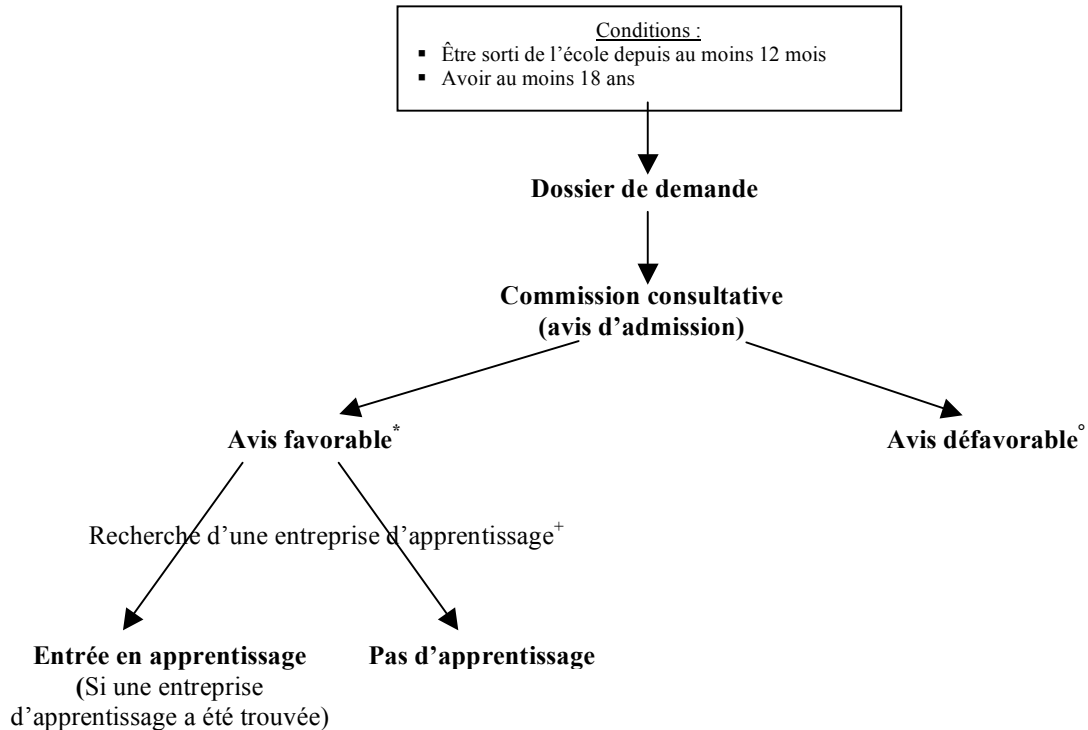 Conditions :
▪ Être sorti de l’école depuis au moins 12 mois
▪ Avoir au moins 18 ans
Dossier de demande
Commission consultative
(avis d’admission)
Avis favorable*
Avis défavorable°
Recherche d’une entreprise d’apprentissage+
Entrée en apprentissage
(Si une entreprise
d’apprentissage a été trouvée)
Pas d’apprentissage